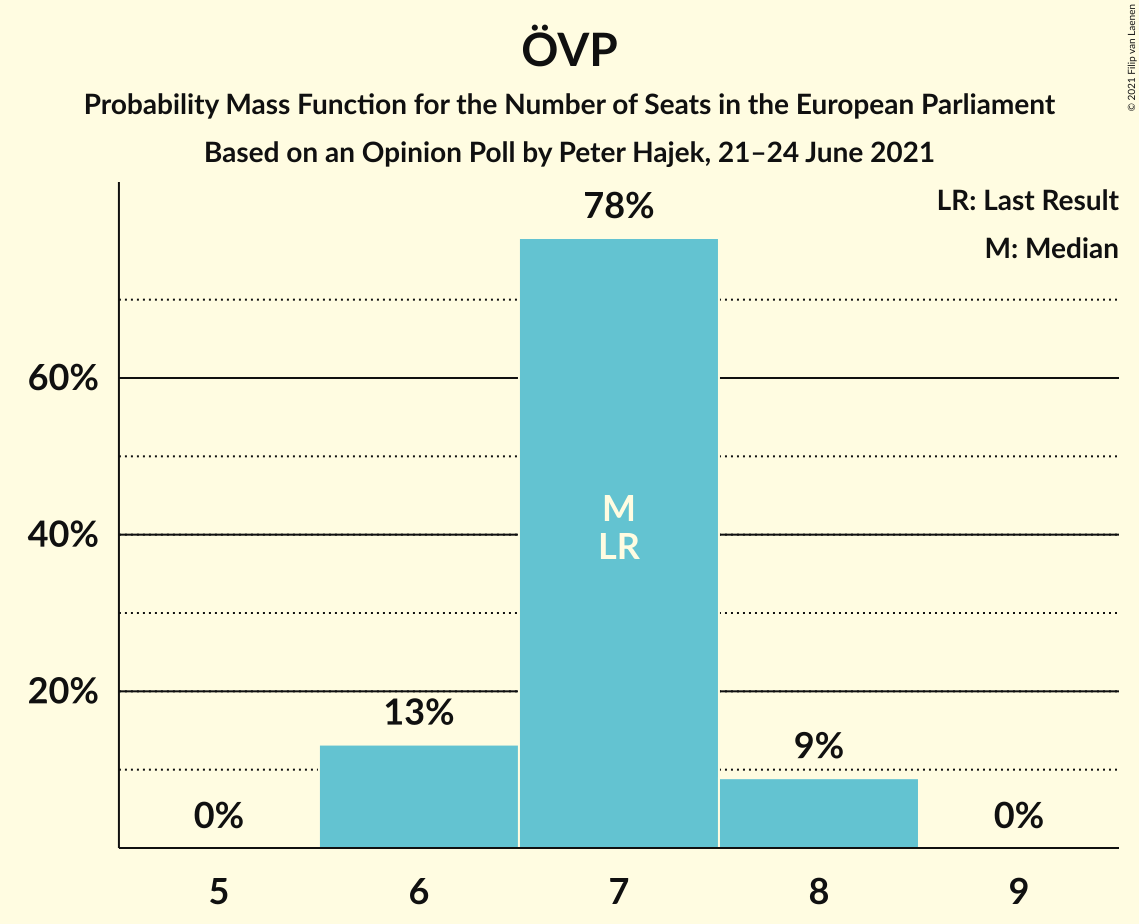 ÖVP
Probability Mass Function for the Number of Seats in the European Parliament
Based on an Opinion Poll by Peter Hajek, 21–24 June 2021
© 2021 Filip van Laenen
LR: Last Result
M: Median
78%
60%
40%
20%
M
LR
13%
9%
0%
0%
5
6
7
8
9